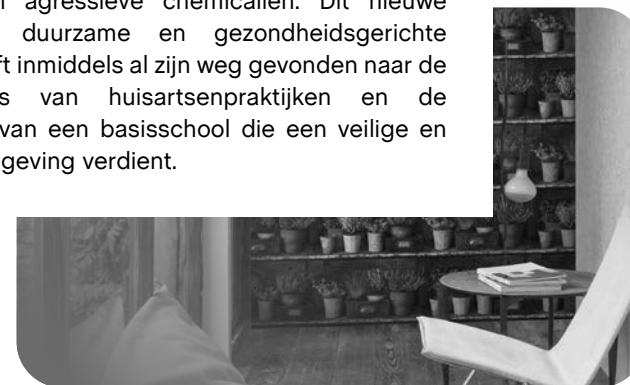 agressieve chemicaliën. Dit nieuwe
duurzame en gezondheidsgerichte
ft inmiddels al zijn weg gevonden naar de
s van huisartsenpraktijken en de
van een basisschool die een veilige en
geving verdient.